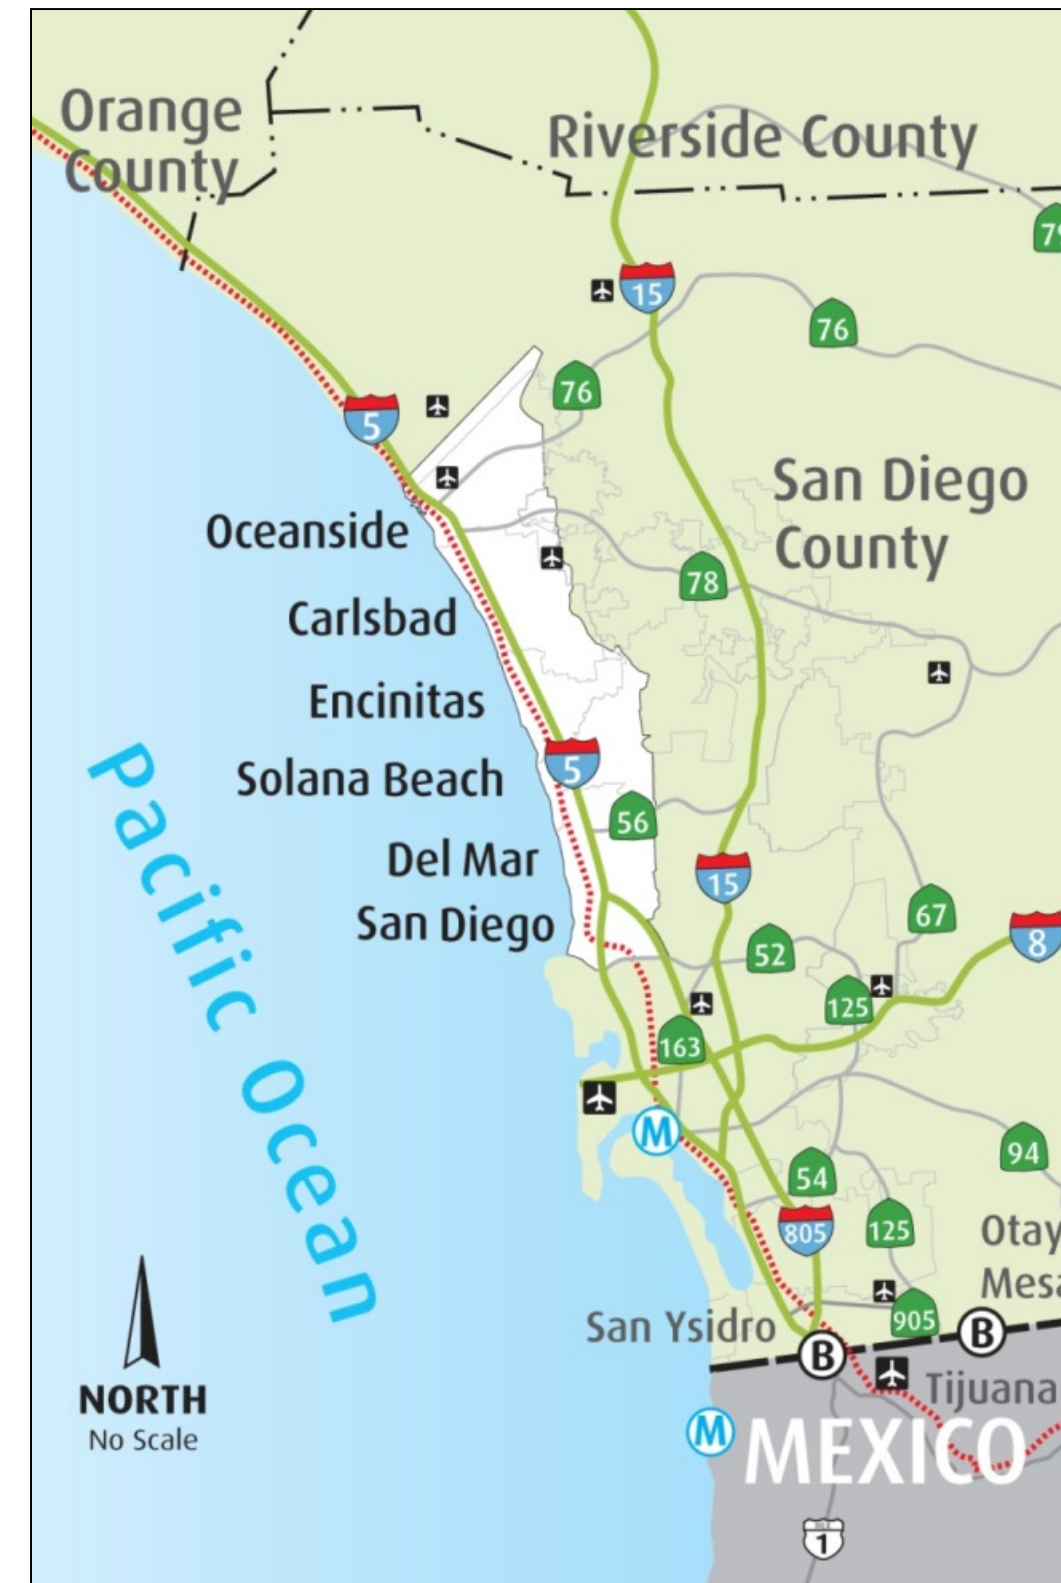 Orange
County
Riverside County
79
15
76
76
5
San Diego
County
Oceanside
78
Carlsbad
Encinitas
Solana Beach
5
56
Del Mar
15
San Diego
67
8
52
125
163
Pacific Ocean
M
94
54
125
805
Otay
Mesa
905
San Ysidro
B
B
Tijuana
NORTH
No Scale
M
MEXICO
1